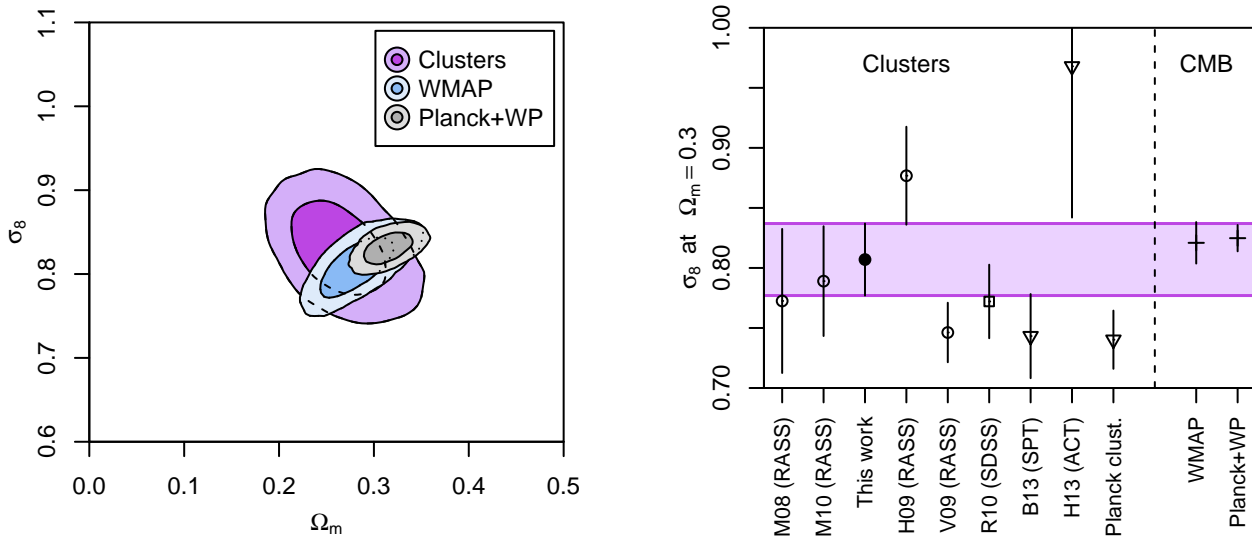 1.1
1.0
0.9
0.8
0.7
0.6
σ8
Clusters
WMAP
Planck+WP
0.0 0.1 0.2 0.3 0.4 0.5
Ωm
1.00
0.90
0.80
0.70
σ8 at Ωm = 0.3
Clusters
CMB
M08 (RASS)
M10 (RASS)
This work
H09 (RASS)
V09 (RASS)
R10 (SDSS)
B13 (SPT)
H13 (ACT)
Planck clust.
WMAP
Planck+WP